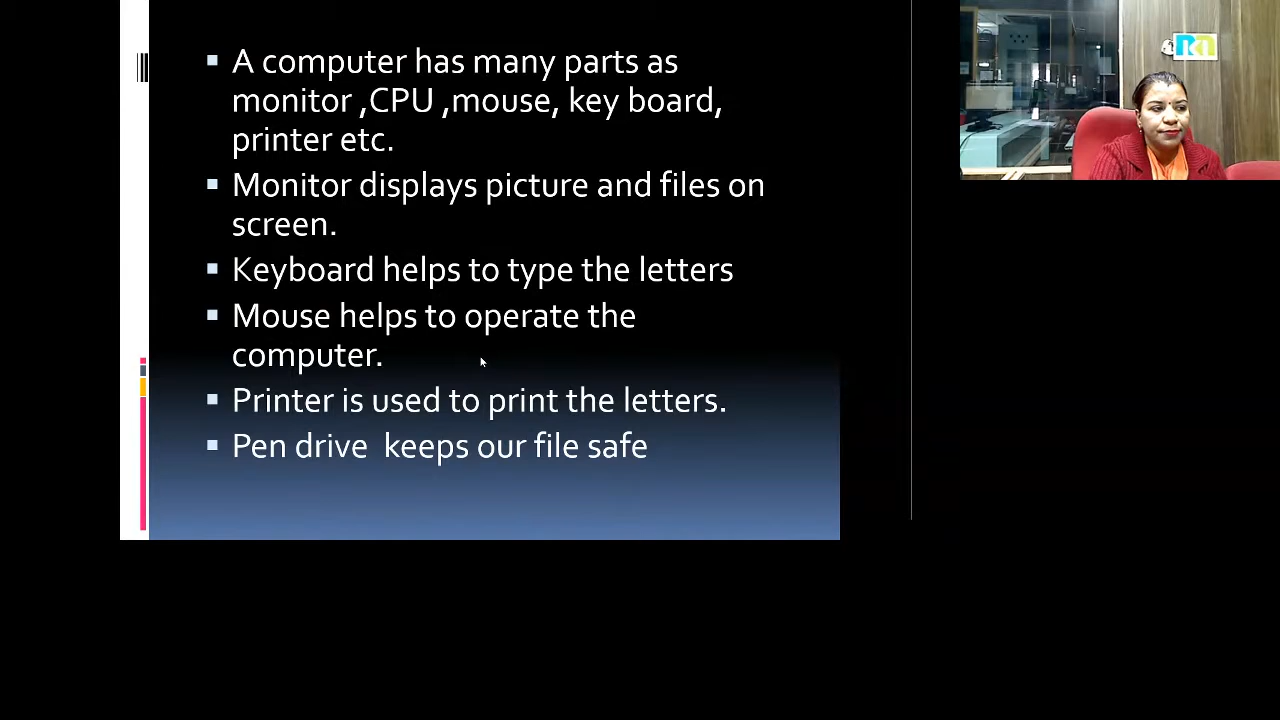 A computer has many parts as
monitor ,CPU ,mouse, key board,
printer etc.
Monitor displays picture and files on
screen.
Keyboard helps to type the letters
Mouse helps to operate the
computer.
Printer is used to print the letters.
Pen drive  keeps our file safe